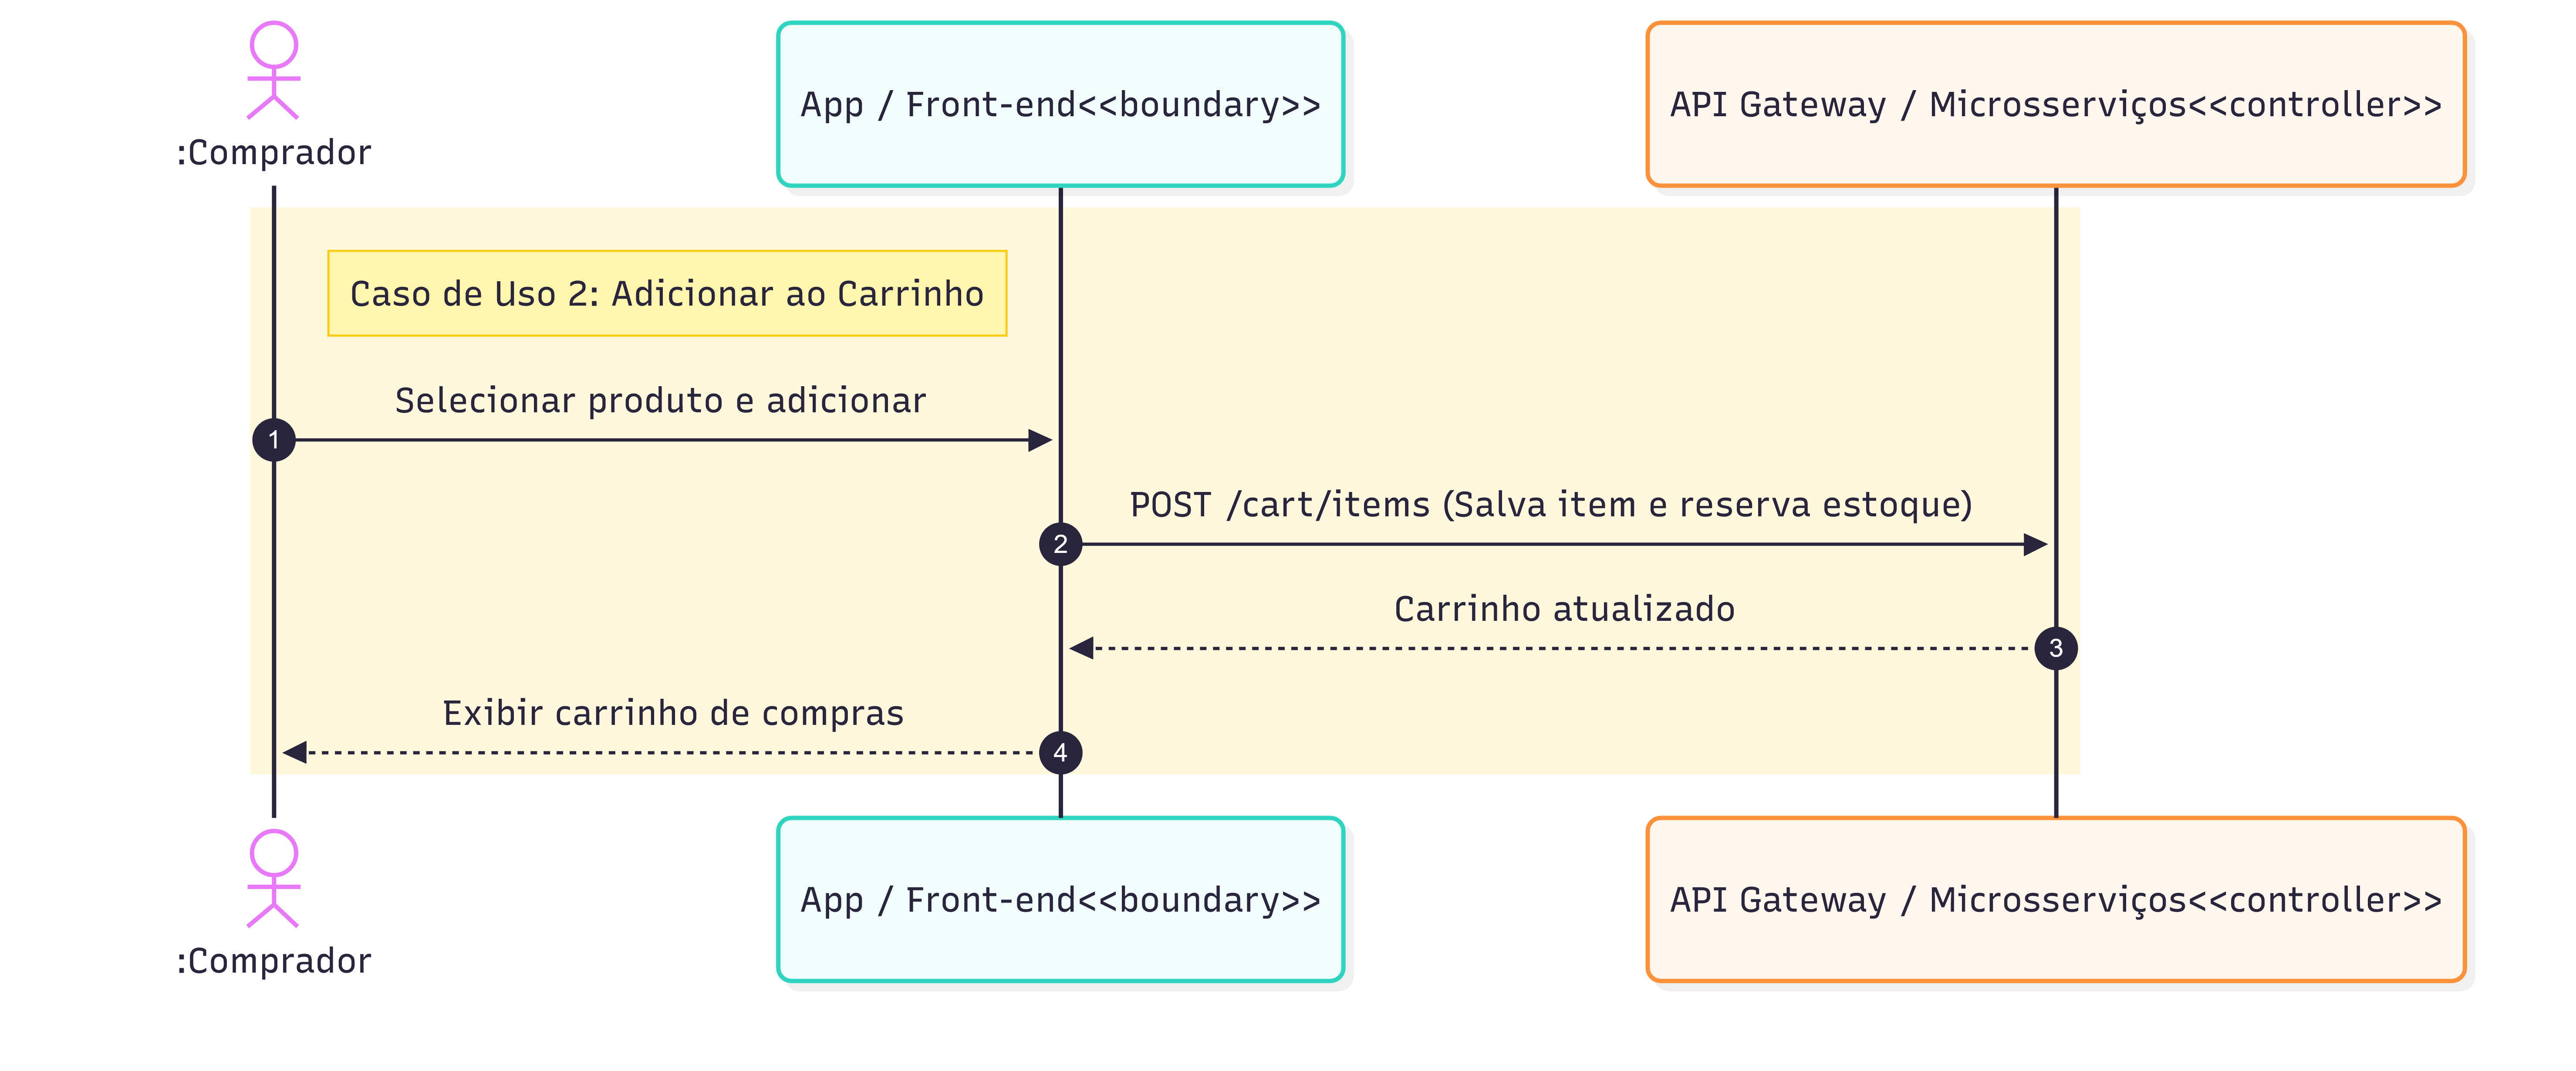 :Comprador
App / Front-end<<boundary>>
API Gateway / Microsserviços<<controller>>
Caso de Uso 2: Adicionar ao Carrinho
Selecionar produto e adicionar
1
POST /cart/items (Salva item e reserva estoque)
2
Carrinho atualizado
3
Exibir carrinho de compras
4
:Comprador
App / Front-end<<boundary>>
API Gateway / Microsserviços<<controller>>